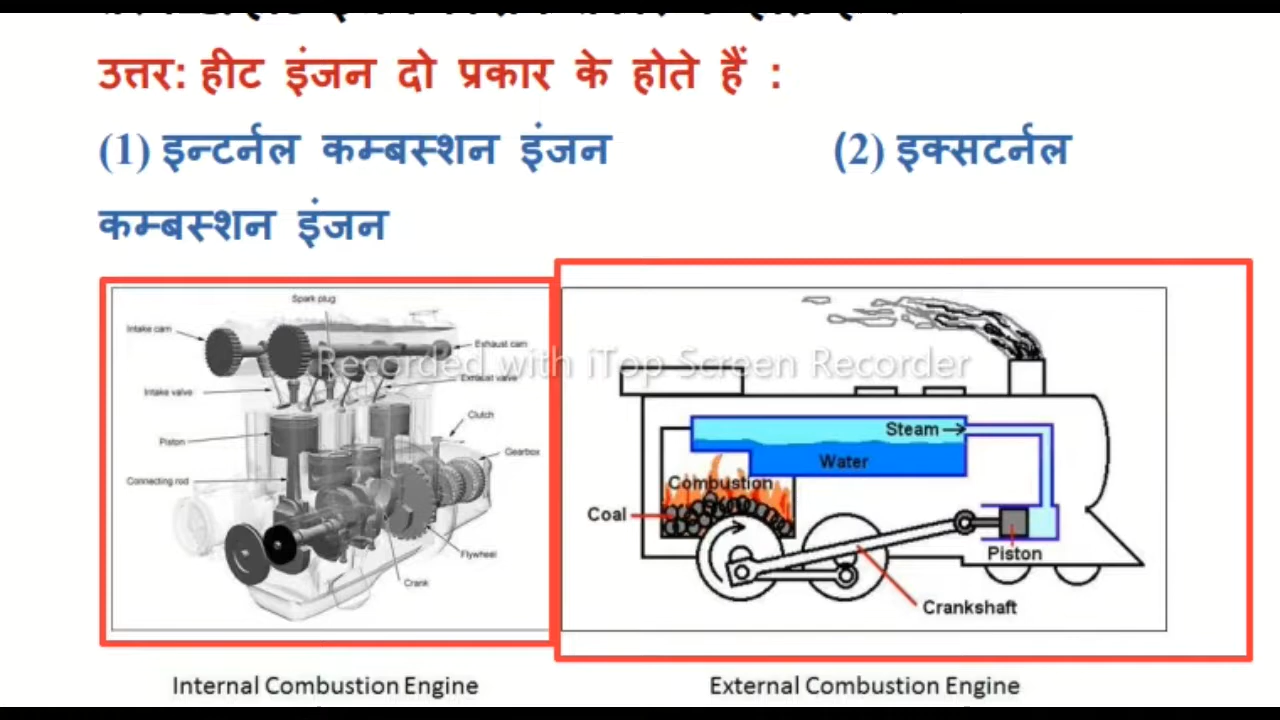 उत्तर: हीट इंजन दो प्रकार के होते हैं :
(1) इन्टर्नल कम्बस्शन इंजन (2) इक्सटर्नल
कम्बस्शन इंजन
Spark plug
Intake cam
Exhaust cam
Recorded with iTop Screen Recorder
Exhaust valve
Intake valve
Clutch
Steam
Piston
Gearbox
Water
Connecting rod
Combustion
Coal
Flywheel
Piston
Crank
Crankshaft
Internal Combustion Engine
External Combustion Engine